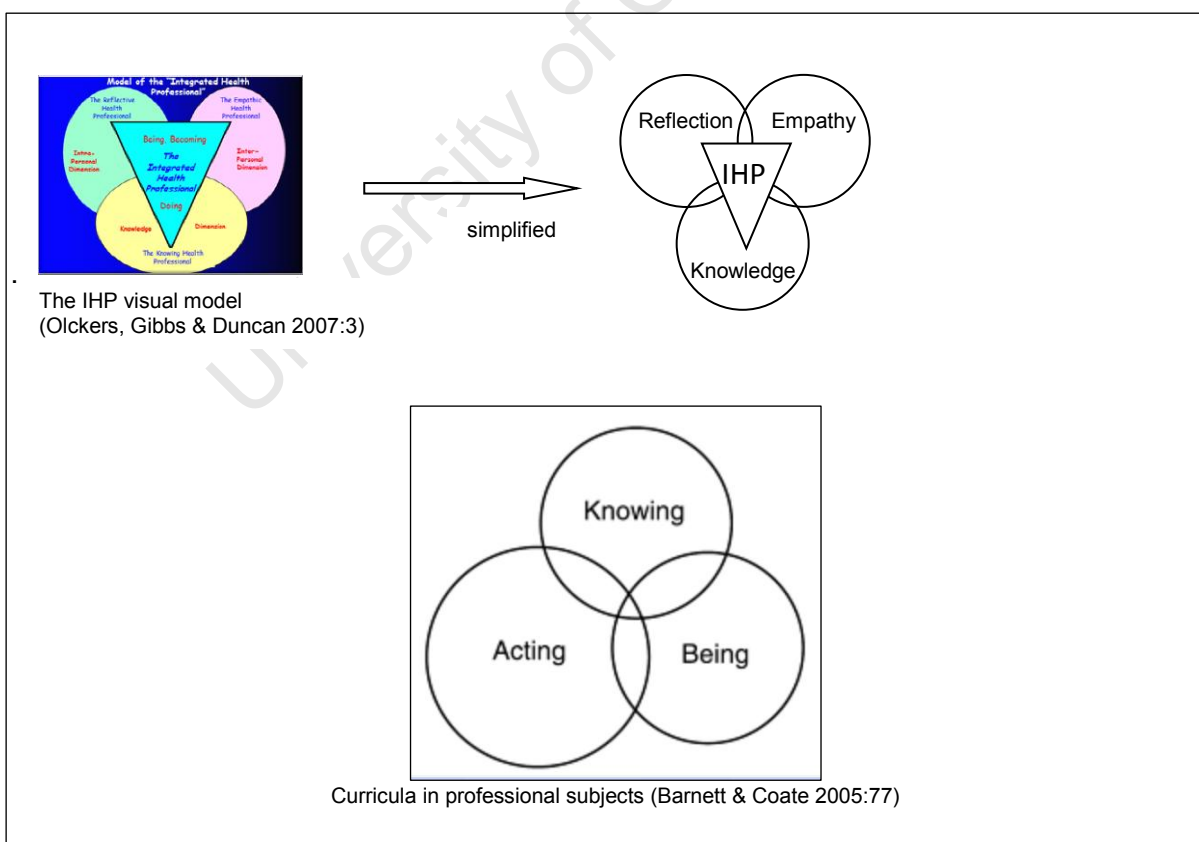 University of C
Model of the "Integrated Health
Professional"
The Reflective
Health
Professional
The Empathic
Health
Professional
Being, Becoming
The
Integrated
Health
Professional
Intra-
Personal
Dimension
Inter-
Personal
Dimension
Doing
Knowledge Dimension
The Knowing Health
Professional
simplified
Reflection Empathy
IHP
Knowledge
.
The IHP visual model
(Olckers, Gibbs & Duncan 2007:3)
Knowing
Acting Being
Curricula in professional subjects (Barnett & Coate 2005:77)